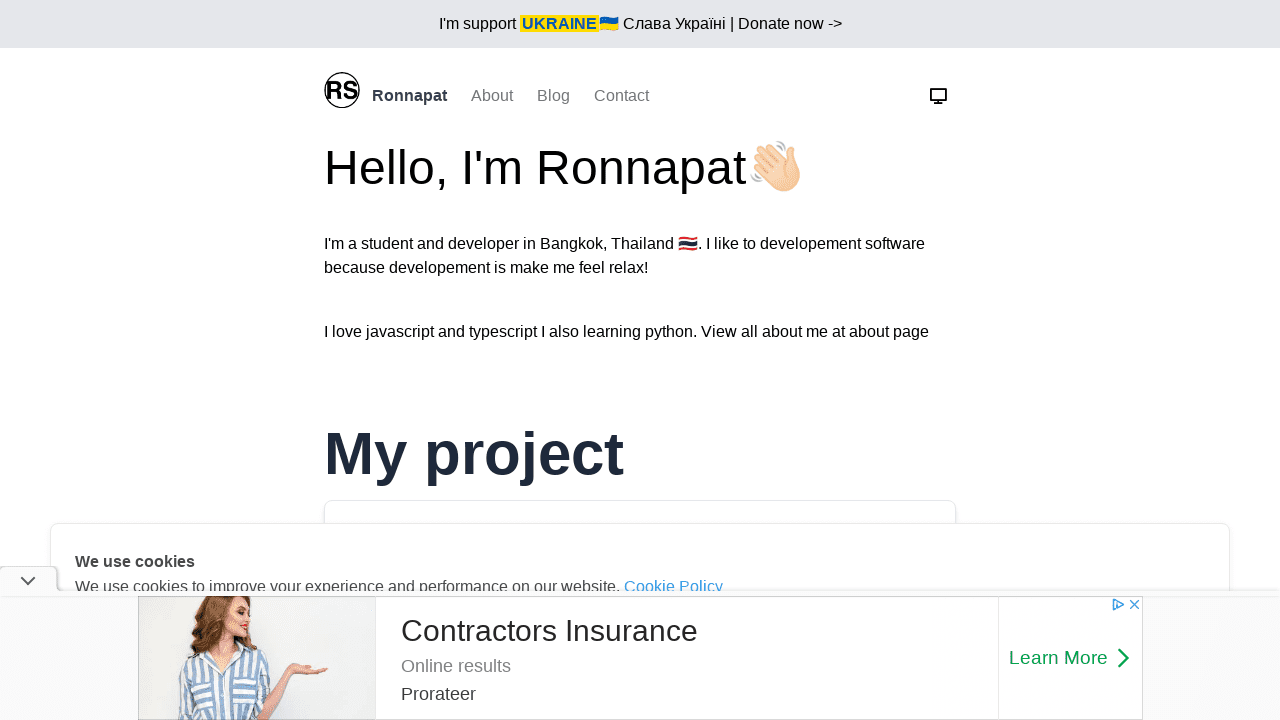 I'm support UKRAINE🇺🇦 Слава Україні | Donate now ->
RS Ronnapat About Blog Contact
Hello, I'm Ronnapat👋🏻
I'm a student and developer in Bangkok, Thailand 🇹🇭. I like to developement software
because developement is make me feel relax!
I love javascript and typescript I also learning python. View all about me at about page
My project
We use cookies
We use cookies to improve your experience and performance on our website. Cookie Policy
Contractors Insurance
Online results
Prorateer
Learn More